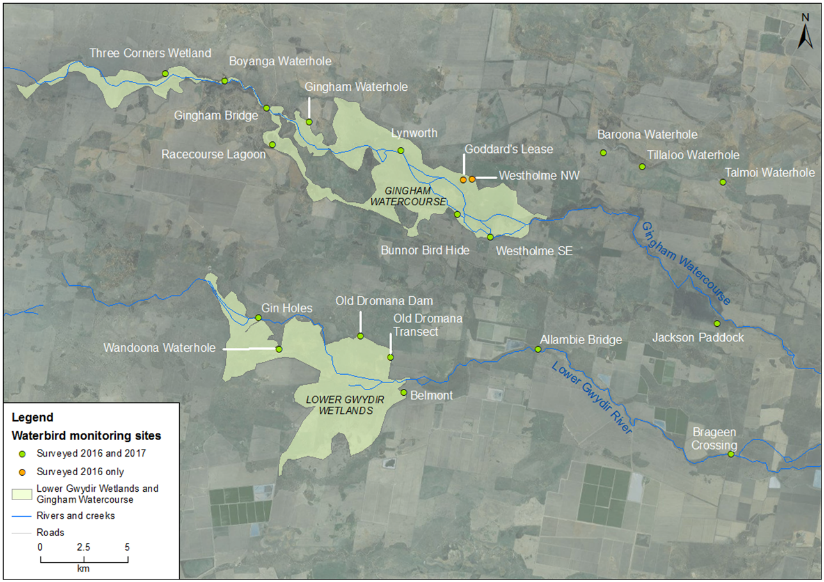 N
Three Corners Wetland
Boyanga Waterhole
Gingham Waterhole
Gingham Bridge
Lynworth
Racecourse Lagoon
Goddard's Lease
Westholme NW
Baroona Waterhole
Tillaloo Waterhole
Talmoi Waterhole
GINGHAM
WATERCOURSE
Bunnor Bird Hide
Westholme SE
Gingham Watercourse
Gin Holes
Old Dromana Dam
Old Dromana
Transect
Wandoona Waterhole
Allambie Bridge
Jackson Paddock
LOWER GWYDIR
WETLANDS
Belmont
Lower Gwydir River
Brageen
Crossing
Legend
Waterbird monitoring sites
Surveyed 2016 and 2017
Surveyed 2016 only
Lower Gwydir Wetlands and
Gingham Watercourse
Rivers and creeks
Roads
0 2.5 5
km